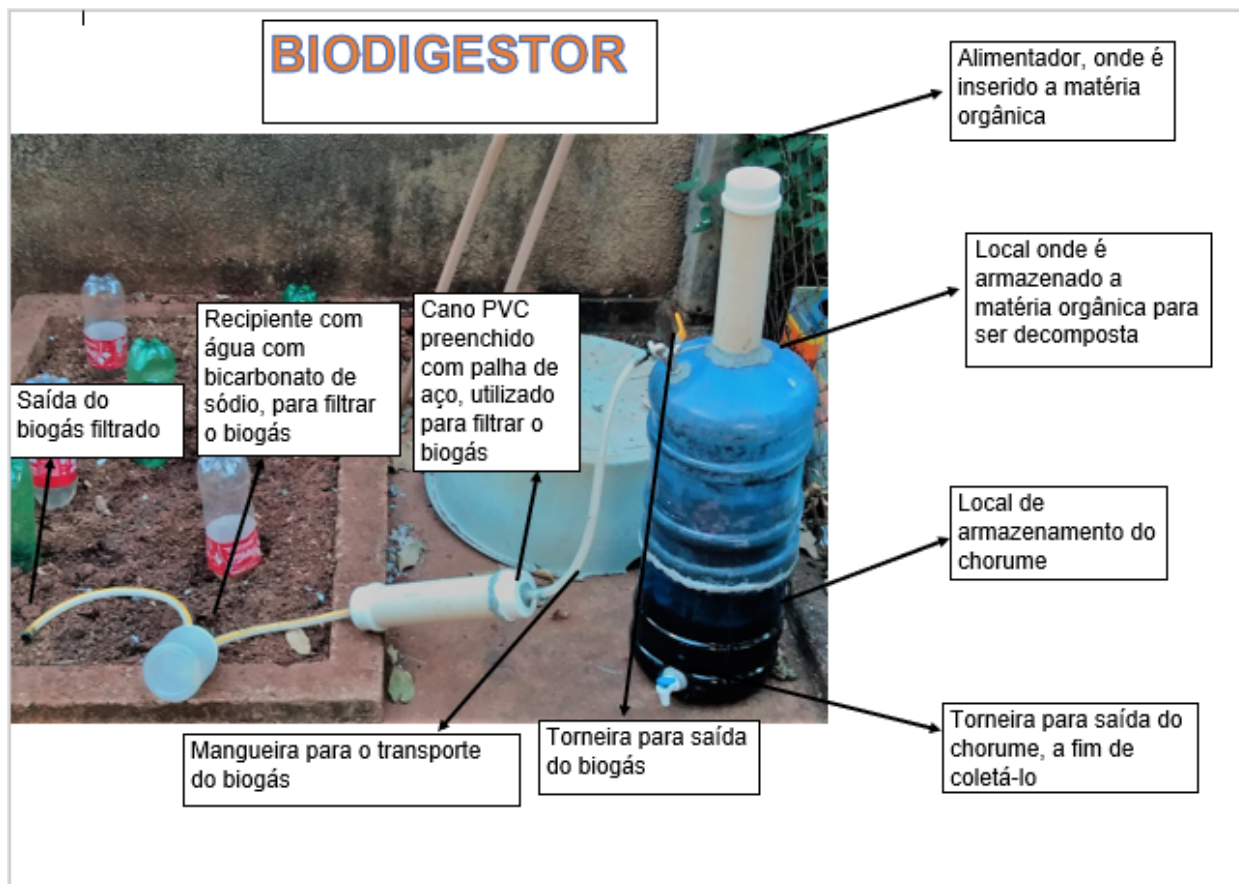 BIODIGESTOR
Alimentador, onde é
inserido a matéria
orgânica
Local onde é
armazenado a
matéria orgânica para
ser decomposta
Cano PVC
preenchido
com palha de
aço, utilizado
para filtrar o
biogás
Recipiente com
água com
bicarbonato de
sódio, para filtrar
o biogás
Saída do
biogás filtrado
Local de
armazenamento do
chorume
Mangueira para o transporte
do biogás
Torneira para saída
do biogás
Torneira para saída do
chorume, a fim de
coletá-lo